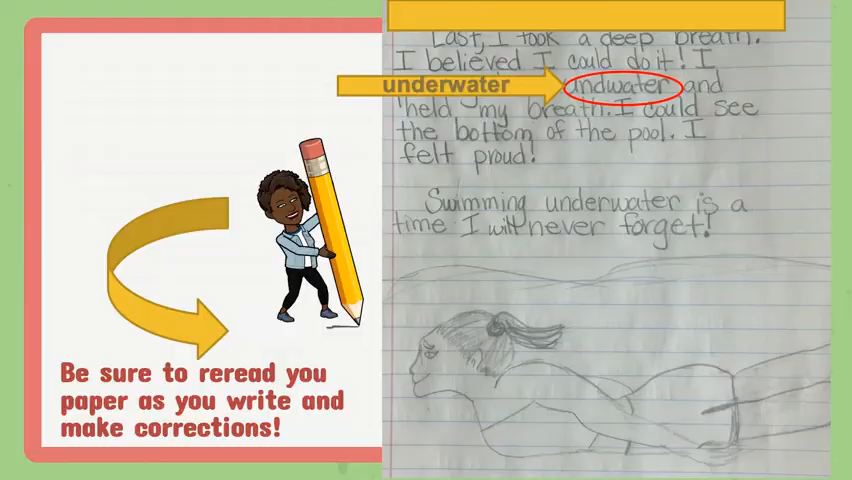 Last, I took a deep breath.
I believed I could do it! I
underwater
undwater and
held my breath. I could see
the bottom of the pool. I
felt proud!
Swimming underwater is a
time I will never forget!
Be sure to reread you
paper as you write and
make corrections!